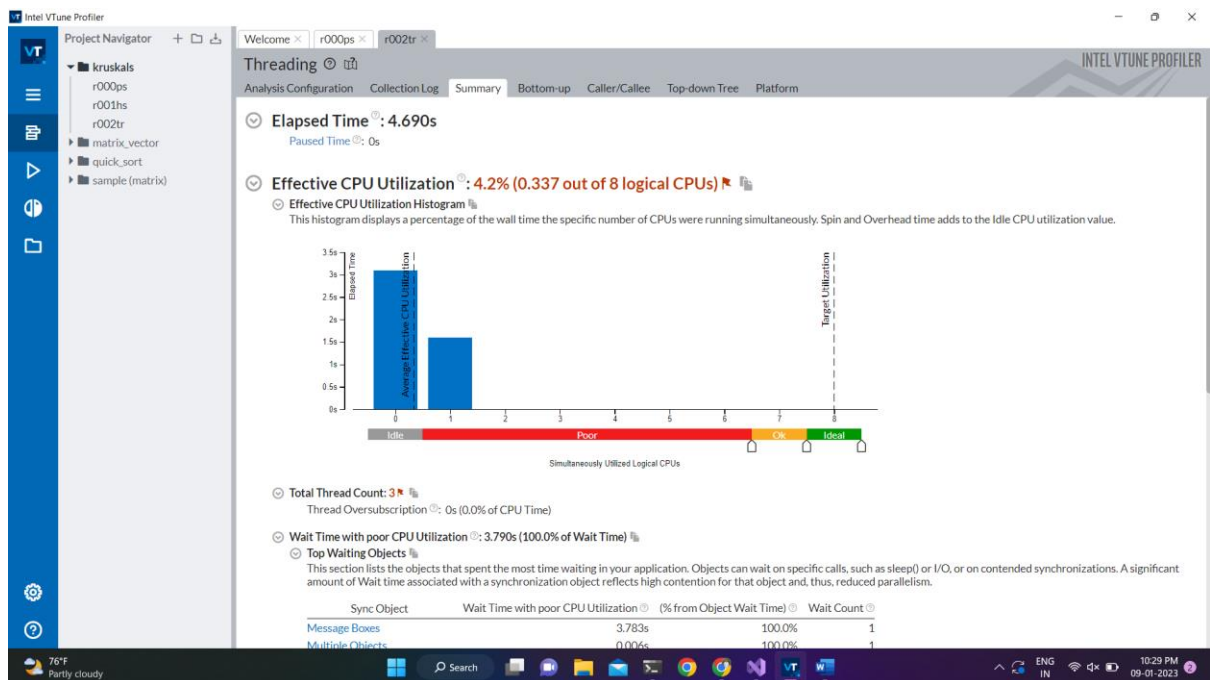 Intel VTune Profiler
VT
Project Navigator
kruskals
r000ps
r001hs
r002tr
matrix_vector
quick_sort
sample (matrix)
Welcome × r000ps × r002tr ×
Threading
INTEL VTUNE PROFILER
Analysis Configuration Collection Log Summary Bottom-up Caller/Callee Top-down Tree Platform
Elapsed Time: 4.690s
Paused Time: 0s
Effective CPU Utilization: 4.2% (0.337 out of 8 logical CPUs)
Effective CPU Utilization Histogram
This histogram displays a percentage of the wall time the specific number of CPUs were running simultaneously. Spin and Overhead time adds to the Idle CPU utilization value.
3.5s
3s
2.5s
2s
1.5s
1s
0.5s
0s
Elapsed Time
Average Effective CPU Utilization
Target Utilization
0 1 2 3 4 5 6 7 8
Idle Poor Ok Ideal
Simultaneously Utilized Logical CPUs
Total Thread Count: 3
Thread Oversubscription: 0s (0.0% of CPU Time)
Wait Time with poor CPU Utilization: 3.790s (100.0% of Wait Time)
Top Waiting Objects
This section lists the objects that spent the most time waiting in your application. Objects can wait on specific calls, such as sleep() or I/O, or on contended synchronizations. A significant
amount of Wait time associated with a synchronization object reflects high contention for that object and, thus, reduced parallelism.
Sync Object Wait Time with poor CPU Utilization (% from Object Wait Time) Wait Count
Message Boxes 3.783s 100.0% 1
Multiple Objects 0.006s 100.0% 1
76°F
Partly cloudy
Search
VT
ENG
IN
10:29 PM
09-01-2023
2